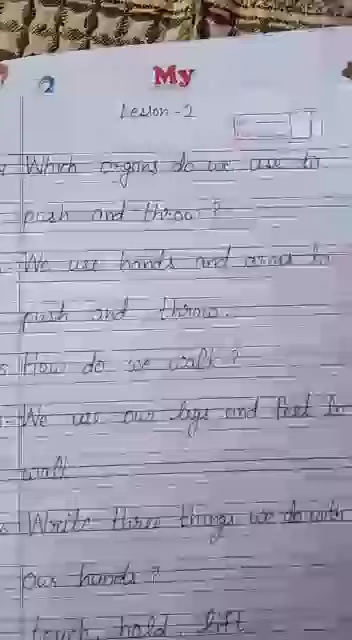 2 My
Lesson-2
Which organs do we use to
push and throw?
We use hands and arms to
push and throw.
How do we walk?
We use our legs and feet to
walk
Write three things we do with
our hands?
touch, hold, lift